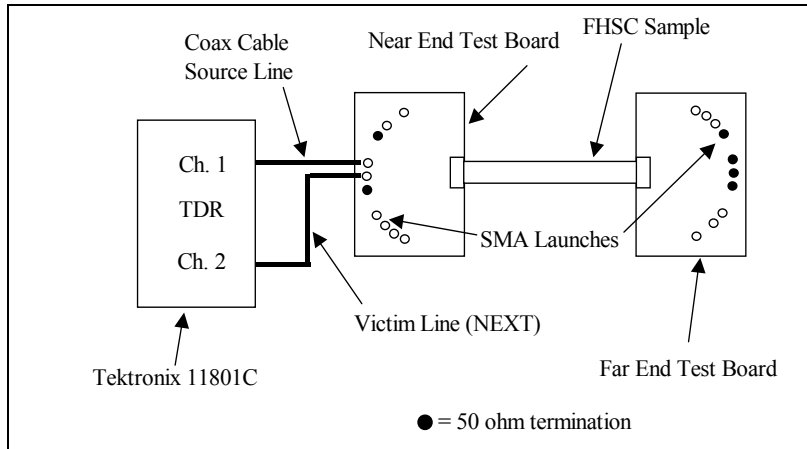 Coax Cable
Source Line
Near End Test Board
FHSC Sample
Ch. 1
TDR
Ch. 2
SMA Launches
Victim Line (NEXT)
Tektronix 11801C
Far End Test Board
= 50 ohm termination